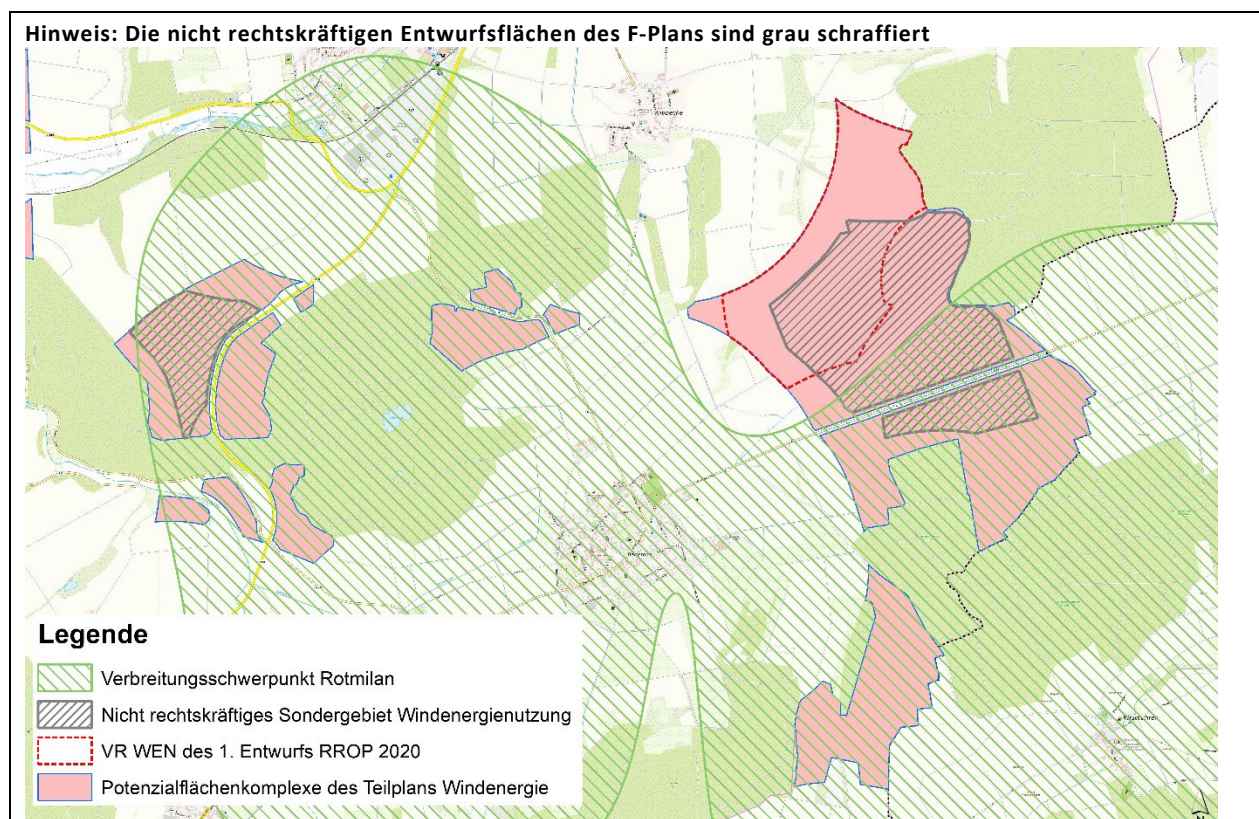 Hinweis: Die nicht rechtskräftigen Entwurfsflächen des F-Plans sind grau schraffiert
Legende
Verbreitungsschwerpunkt Rotmilan
Nicht rechtskräftiges Sondergebiet Windenergienutzung
VR WEN des 1. Entwurfs RROP 2020
Potenzialflächenkomplexe des Teilplans Windenergie